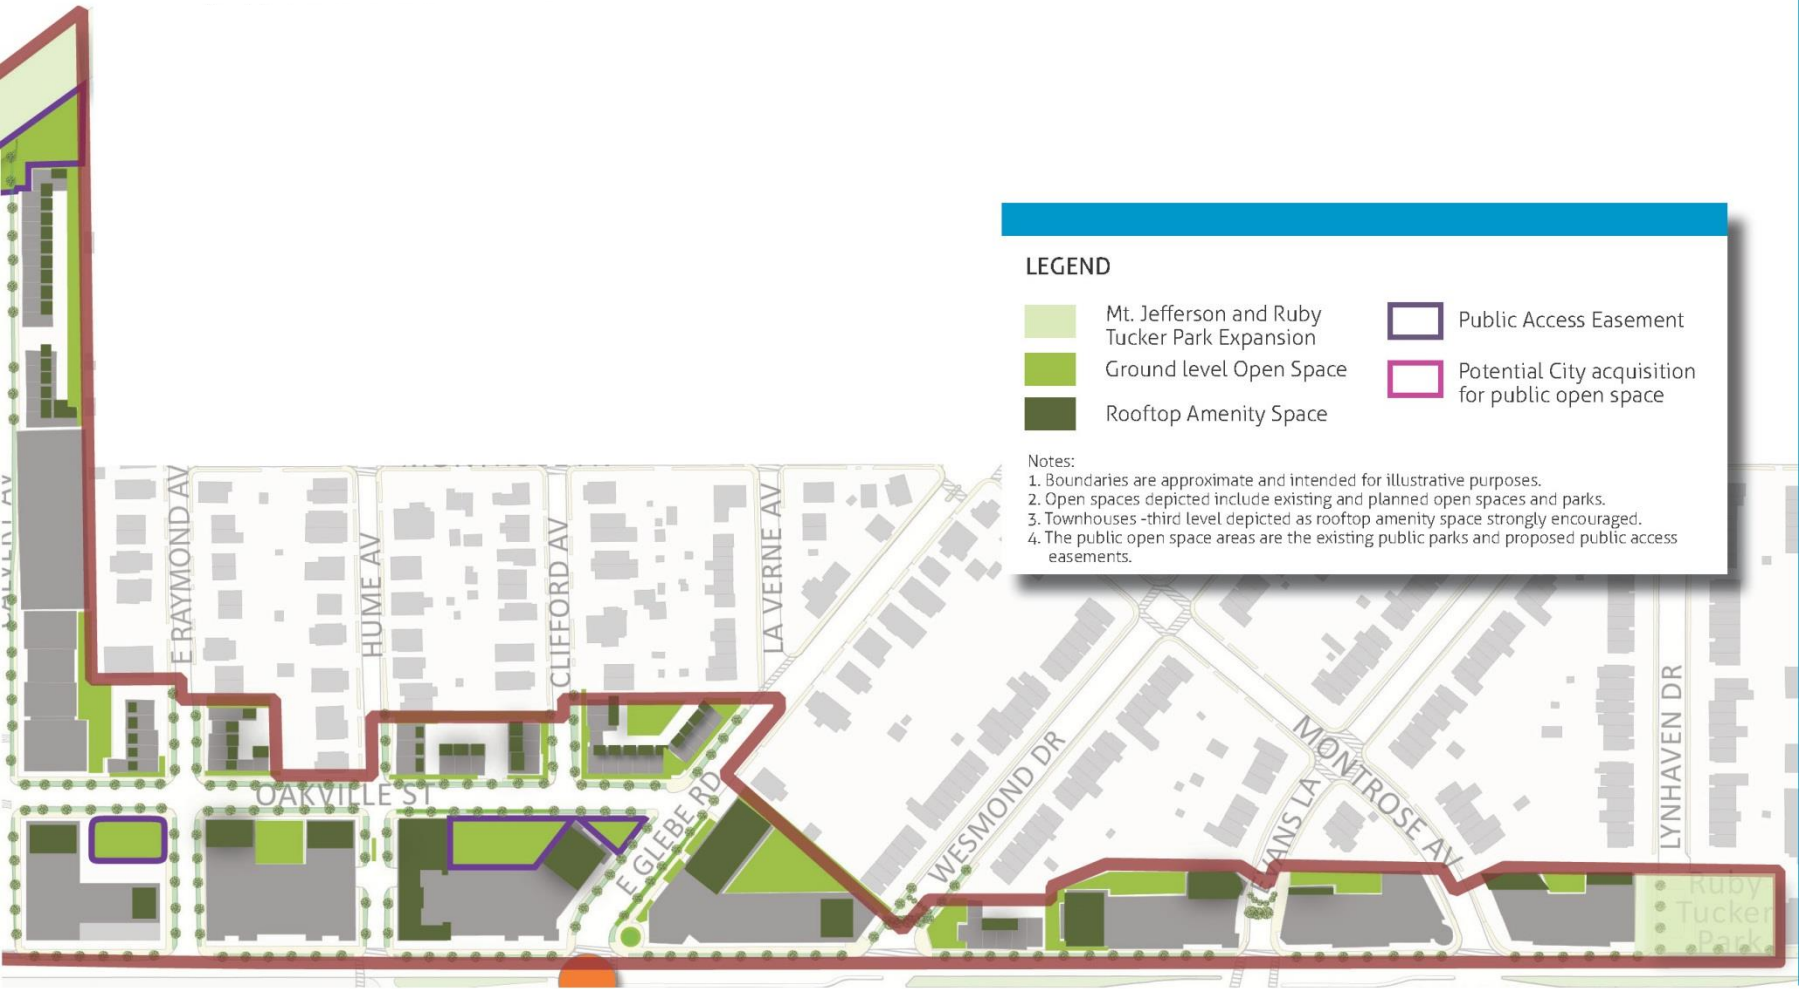 LEGEND
Mt. Jefferson and Ruby
Tucker Park Expansion
Ground level Open Space
Rooftop Amenity Space
Public Access Easement
Potential City acquisition
for public open space
Notes:
1. Boundaries are approximate and intended for illustrative purposes.
2. Open spaces depicted include existing and planned open spaces and parks.
3. Townhouses -third level depicted as rooftop amenity space strongly encouraged.
4. The public open space areas are the existing public parks and proposed public access
easements.
E RAYMOND AV
HUME AV
CLIFFORD AV
LA VERNE AV
OAKVILLE ST
E GLEBE RD
WESMOND DR
EVANS LA
MONTROSE AV
LYNHAVEN DR
Ruby
Tucker
Park